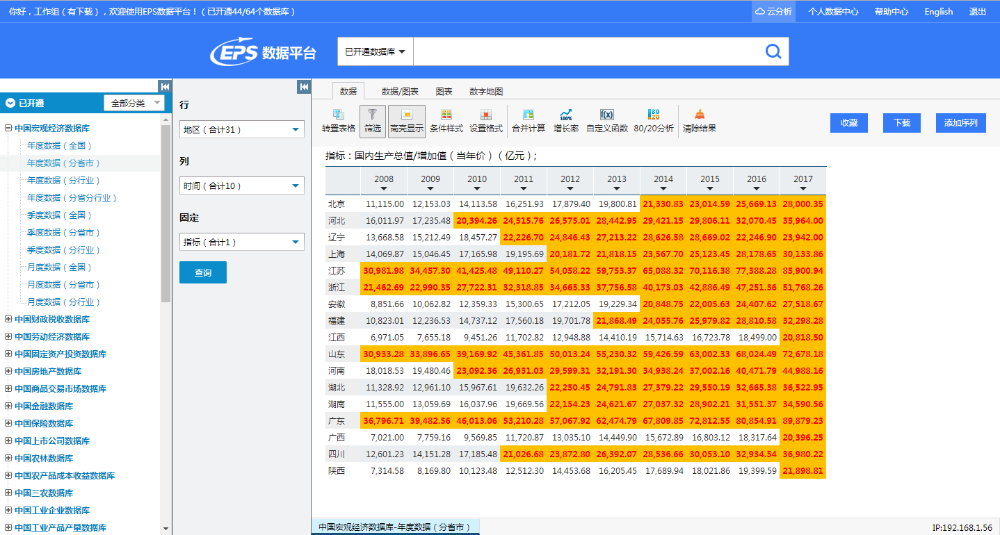 你好，工作组（有下载），欢迎使用EPS数据平台！（已开通44/64个数据库） 云分析 个人数据中心 帮助中心 English 退出
EPS 数据平台 已开通数据库
已开通 全部分类
中国宏观经济数据库
年度数据（全国）
年度数据（分省市）
年度数据（分行业）
年度数据（分省分行业）
季度数据（全国）
季度数据（分省市）
季度数据（分行业）
月度数据（全国）
月度数据（分省市）
月度数据（分行业）
中国财政税收数据库
中国劳动经济数据库
中国固定资产投资数据库
中国房地产数据库
中国商品交易市场数据库
中国金融数据库
中国保险数据库
中国上市公司数据库
中国农林数据库
中国农产品成本收益数据库
中国三农数据库
中国工业企业数据库
中国工业产品产量数据库
行
地区（合计31）
列
时间（合计10）
固定
指标（合计1）
查询
数据 数据/图表 图表 数字地图
转置表格 筛选 高亮显示 条件样式 设置格式 合并计算 100% 增长率 f(x) 自定义函数 80 120 80/20分析 清除结果 收藏 下载 添加序列
指标：国内生产总值/增加值（当年价）（亿元）;
2008 2009 2010 2011 2012 2013 2014 2015 2016 2017
北京 11,115.00 12,153.03 14,113.58 16,251.93 17,879.40 19,800.81 21,330.83 23,014.59 25,669.13 28,000.35
河北 16,011.97 17,235.48 20,394.26 24,515.76 26,575.01 28,442.95 29,421.15 29,806.11 32,070.45 35,964.00
辽宁 13,668.58 15,212.49 18,457.27 22,226.70 24,846.43 27,213.22 28,626.58 28,669.02 22,246.90 23,942.00
上海 14,069.87 15,046.45 17,165.98 19,195.69 20,181.72 21,818.15 23,567.70 25,123.45 28,178.65 30,133.86
江苏 30,981.98 34,457.30 41,425.48 49,110.27 54,058.22 59,753.37 65,088.32 70,116.38 77,388.28 85,900.94
浙江 21,462.69 22,990.35 27,722.31 32,318.85 34,665.33 37,756.58 40,173.03 42,886.49 47,251.36 51,768.26
安徽 8,851.66 10,062.82 12,359.33 15,300.65 17,212.05 19,229.34 20,848.75 22,005.63 24,407.62 27,518.67
福建 10,823.01 12,236.53 14,737.12 17,560.18 19,701.78 21,868.49 24,055.76 25,979.82 28,810.58 32,298.28
江西 6,971.05 7,655.18 9,451.26 11,702.82 12,948.88 14,410.19 15,714.63 16,723.78 18,499.00 20,818.50
山东 30,933.28 33,896.65 39,169.92 45,361.85 50,013.24 55,230.32 59,426.59 63,002.33 68,024.49 72,678.18
河南 18,018.53 19,480.46 23,092.36 26,931.03 29,599.31 32,191.30 34,938.24 37,002.16 40,471.79 44,988.16
湖北 11,328.92 12,961.10 15,967.61 19,632.26 22,250.45 24,791.83 27,379.22 29,550.19 32,665.38 36,522.95
湖南 11,555.00 13,059.69 16,037.96 19,669.56 22,154.23 24,621.67 27,037.32 28,902.21 31,551.37 34,590.56
广东 36,796.71 39,482.56 46,013.06 53,210.28 57,067.92 62,474.79 67,809.85 72,812.55 80,854.91 89,879.23
广西 7,021.00 7,759.16 9,569.85 11,720.87 13,035.10 14,449.90 15,672.89 16,803.12 18,317.64 20,396.25
四川 12,601.23 14,151.28 17,185.48 21,026.68 23,872.80 26,392.07 28,536.66 30,053.10 32,934.54 36,980.22
陕西 7,314.58 8,169.80 10,123.48 12,512.30 14,453.68 16,205.45 17,689.94 18,021.86 19,399.59 21,898.81
中国宏观经济数据库-年度数据（分省市） IP:192.168.1.56